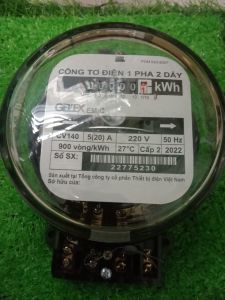 kWh
CÔNG TƠ ĐIỆN 1 PHA 2 DÂY
GELEX EMIC
CV140 5(20) A 220 V 50 Hz
900 vòng/kWh 27°C Cấp 2 2022
Số SX:
22775230
Sản xuất tại Tổng công ty cổ phần Thiết bị điện Việt Nam
Sở hữu của: